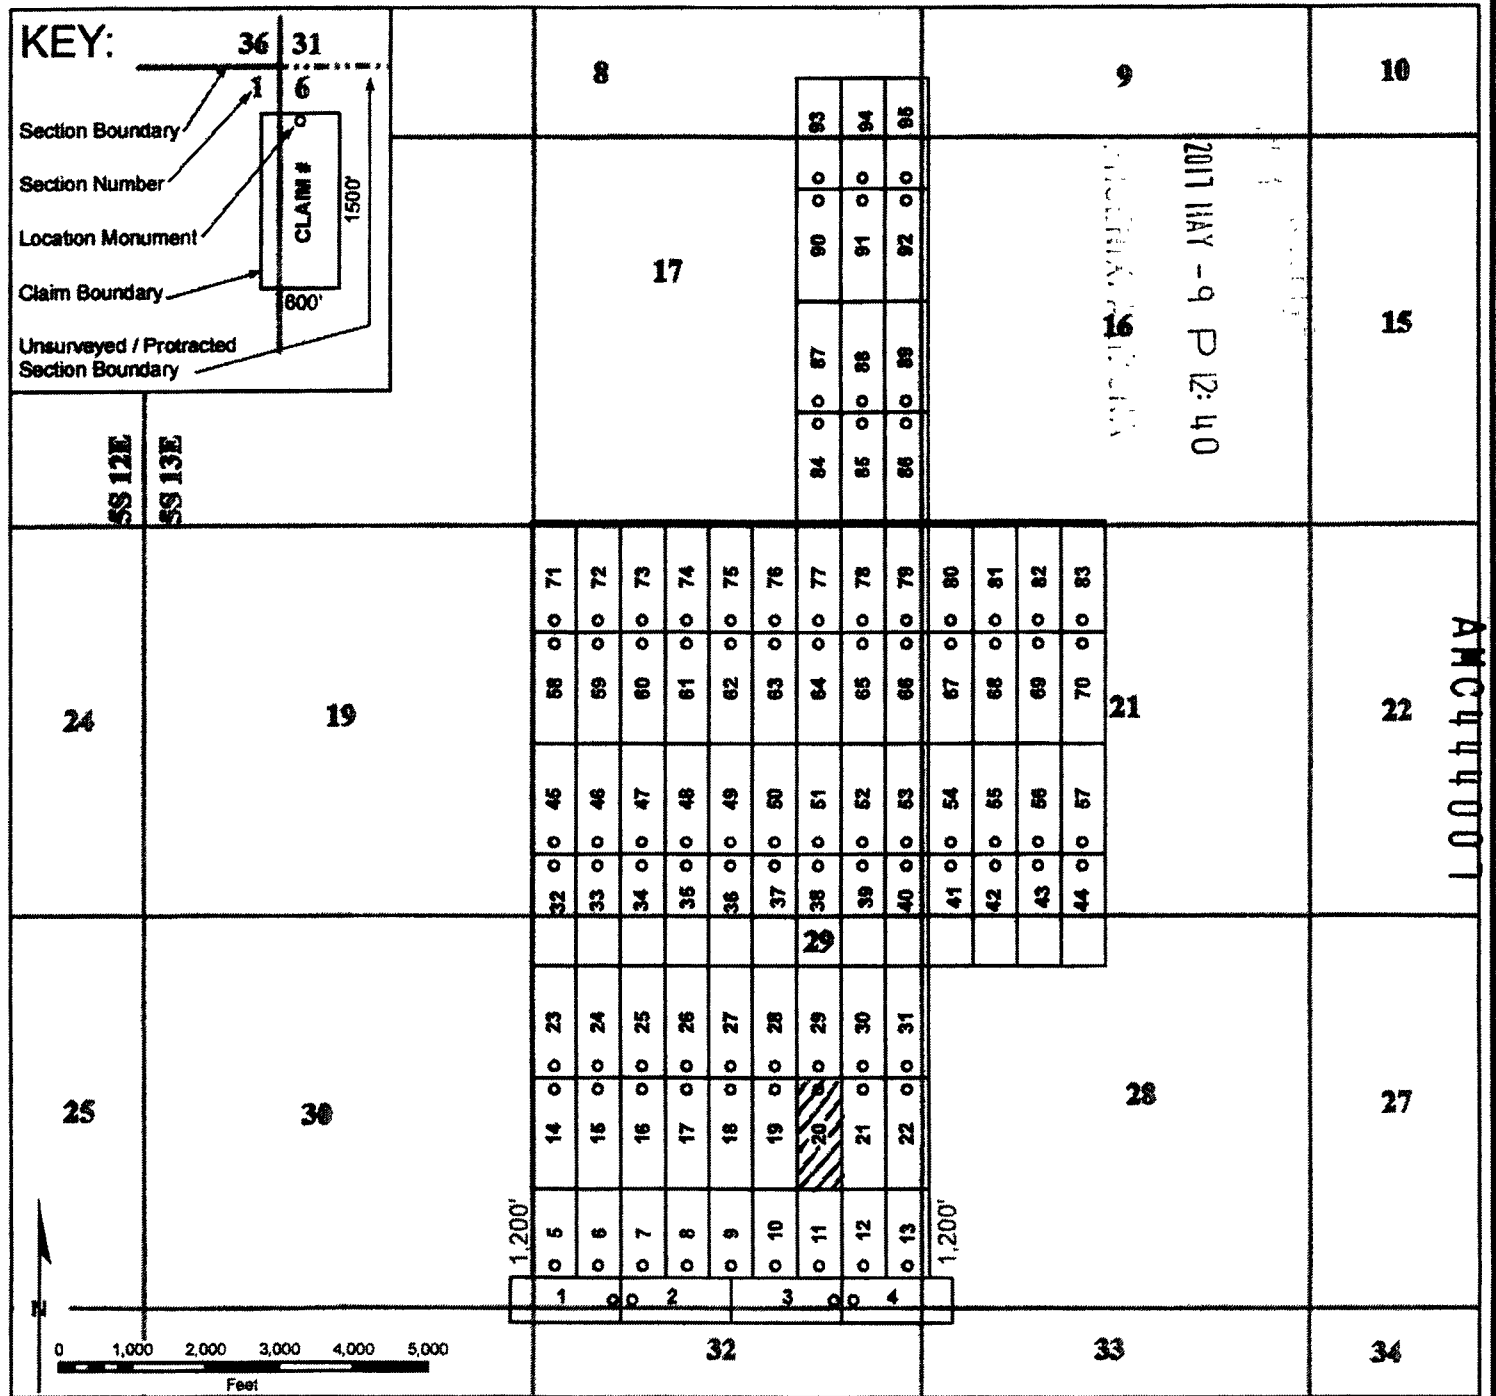 KEY:
36 31
1 6
Section Boundary
Section Number
Location Monument
Claim Boundary
Unsurveyed / Protracted
Section Boundary
CLAIM #
1500'
600'
8
9
10
93 94 95
2017 MAY -9 P 12:40
17
90 91 92
16
15
87 88 89
5S 12E
5S 13E
84 85 86
71 72 73 74 75 76 77 78 79 80 81 82 83
58 59 60 61 62 63 64 65 66 67 68 69 70
24
19
21
22
AMC444007
45 46 47 48 49 50 51 52 53 54 55 56 57
32 33 34 35 36 37 38 39 40 41 42 43 44
29
23 24 25 26 27 28 29 30 31
25
30
28
27
14 15 16 17 18 19 20 21 22
1,200'
5 6 7 8 9 10 11 12 13
1,200'
1 2 3 4
N
0 1,000 2,000 3,000 4,000 5,000
Feet
32
33
34